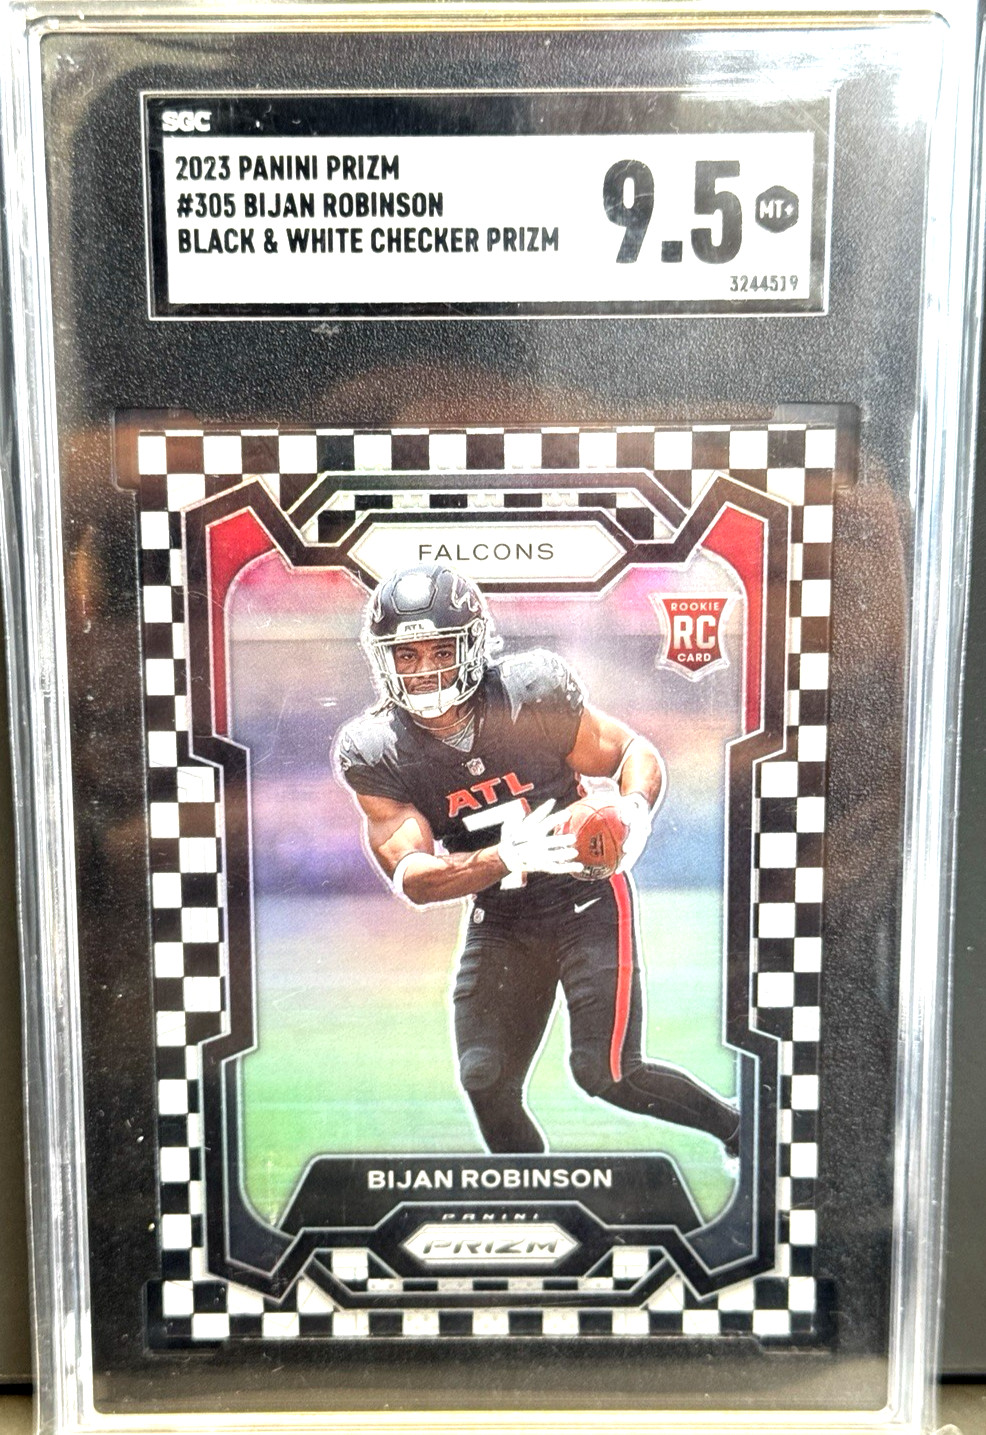 SGC
2023 PANINI PRIZM
#305 BIJAN ROBINSON
BLACK & WHITE CHECKER PRIZM
9.5
MT+
3244519
FALCONS
ROOKIE
RC
CARD
ATL
ATL
7
BIJAN ROBINSON
PANINI
PRIZM